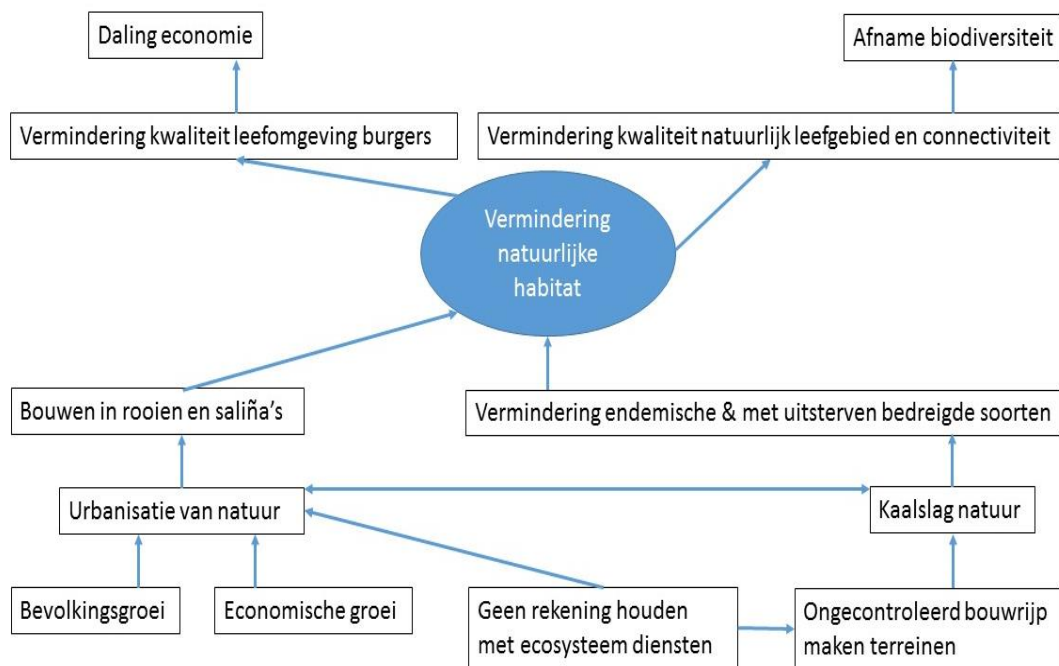 Daling economie
Afname biodiversiteit
Vermindering kwaliteit leefomgeving burgers
Vermindering kwaliteit natuurlijk leefgebied en connectiviteit
Vermindering
natuurlijke
habitat
Bouwen in rooien en saliña's
Vermindering endemische & met uitsterven bedreigde soorten
Urbanisatie van natuur
Kaalslag natuur
Bevolkingsgroei
Economische groei
Geen rekening houden
met ecosysteem diensten
Ongecontroleerd bouwrijp
maken terreinen